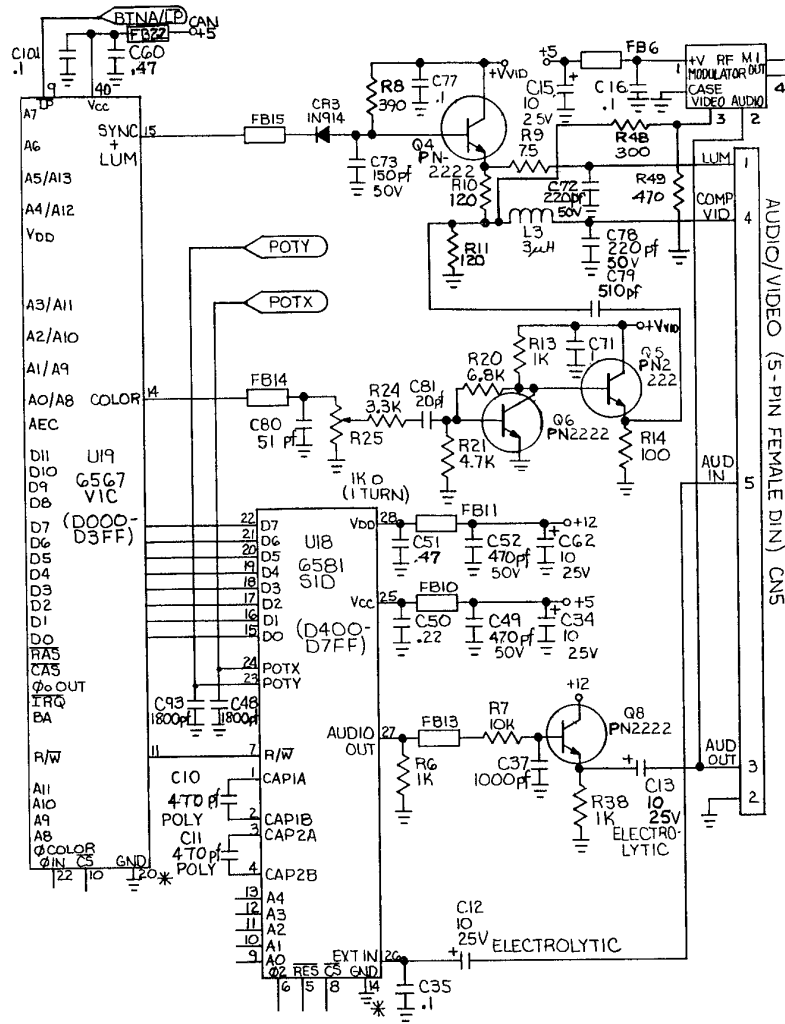 BTNA/LP
CAN
+5
FB22
C101
.1
C60
.47
9
40
LP
Vcc
A7
A6
A5/A13
A4/A12
VDD
A3/A11
A2/A10
A1/A9
A0/A8
AEC
D11
D10
D9
D8
D7
D6
D5
D4
D3
D2
D1
D0
RAS
CAS
Φ0 OUT
IRQ
BA
R/W
A11
A10
A9
A8
ΦCOLOR
ΦIN
CS
GND
22
10
20
*
SYNC
+
LUM
15
COLOR
14
U19
6567
VIC
(D000-
D3FF)
11
FB15
CR3
1N914
R8
390
C77
.1
+VVID
Q4
PN-
2222
C73
150pf
50V
R9
75
R10
120
R11
120
L3
3μH
C72
220pf
50V
C78
220pf
50V
C79
510pf
+5
FB6
C15
10
25V
C16
.1
1
+V RF M1
MODULATOR OUT
CASE
VIDEO AUDIO
4
3
2
R48
300
R49
470
LUM
1
COMP
VID
4
AUD
IN
5
AUD
OUT
3
2
AUDIO/VIDEO (5-PIN FEMALE DIN) CN5
POTY
POTX
FB14
C80
51 pf
R25
R24
3.3K
C81
20pf
R20
6.8K
R21
4.7K
R13
1K
C71
.1
+VVID
Q5
PN2
222
Q6
PN2222
R14
100
1K Ω
(1 TURN)
U18
6581
SID
(D400-
D7FF)
22 D7
21 D6
20 D5
19 D4
18 D3
17 D2
16 D1
15 D0
24 POTX
23 POTY
C93
1800pf
C48
1800pf
7 R/W
1 CAP1A
C10
470 pf
POLY
2 CAP1B
3 CAP2A
C11
470 pf
POLY
4 CAP2B
13 A4
12 A3
11 A2
10 A1
9 A0
Φ2
RES
CS
GND
6
5
8
14
*
VDD
28
FB11
C51
.47
C52
470pf
50V
C62
10
25V
+12
Vcc
25
FB10
C50
.22
C49
470pf
50V
C34
10
25V
+5
AUDIO
OUT
27
FB13
R6
1K
R7
10K
C37
1000pf
+12
Q8
PN2222
R38
1K
C13
10
25V
ELECTRO-
LYTIC
EXT IN
26
C35
.1
C12
10
25V
ELECTROLYTIC